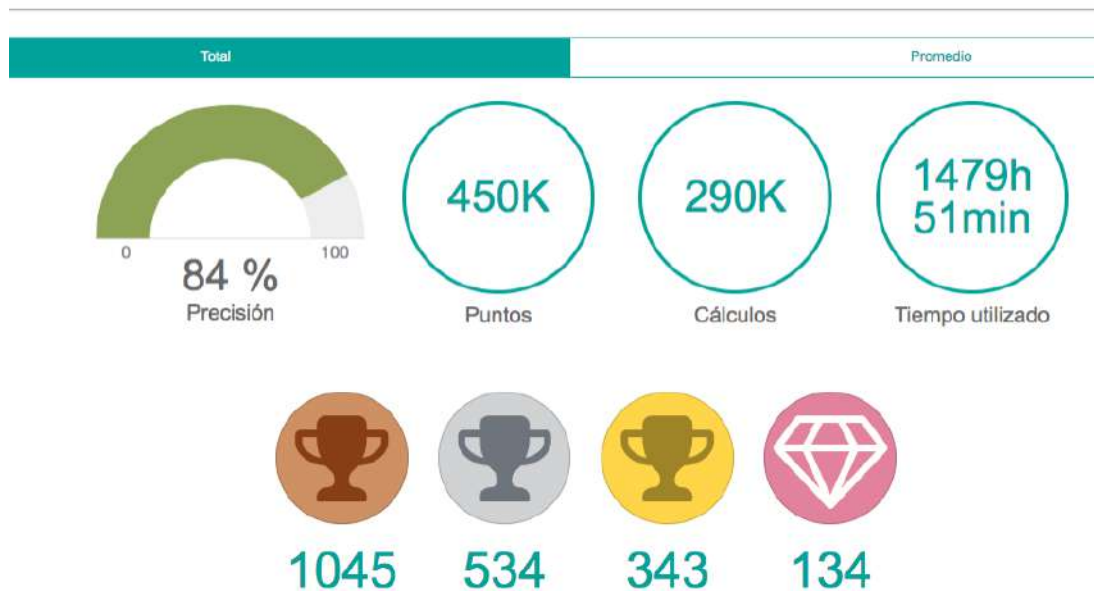 Total
Promedio
0
100
84 %
Precisión
450K
Puntos
290K
Cálculos
1479h
51min
Tiempo utilizado
1045
534
343
134